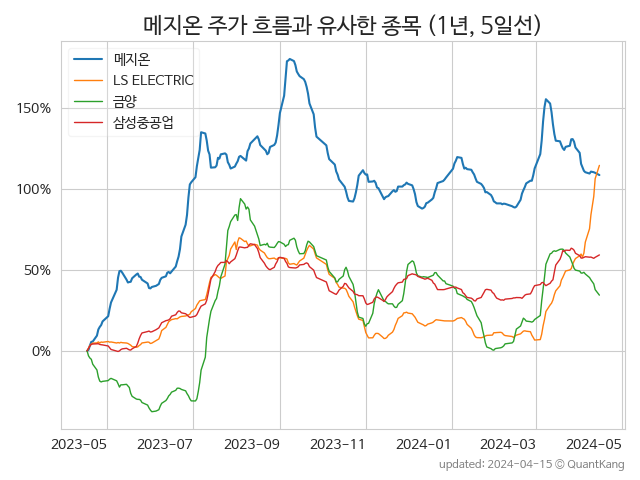 메지온 주가 흐름과 유사한 종목 (1년, 5일선)
메지온
LS ELECTRIC
금양
삼성중공업
150%
100%
50%
0%
2023-05 2023-07 2023-09 2023-11 2024-01 2024-03 2024-05
updated: 2024-04-15 © QuantKang